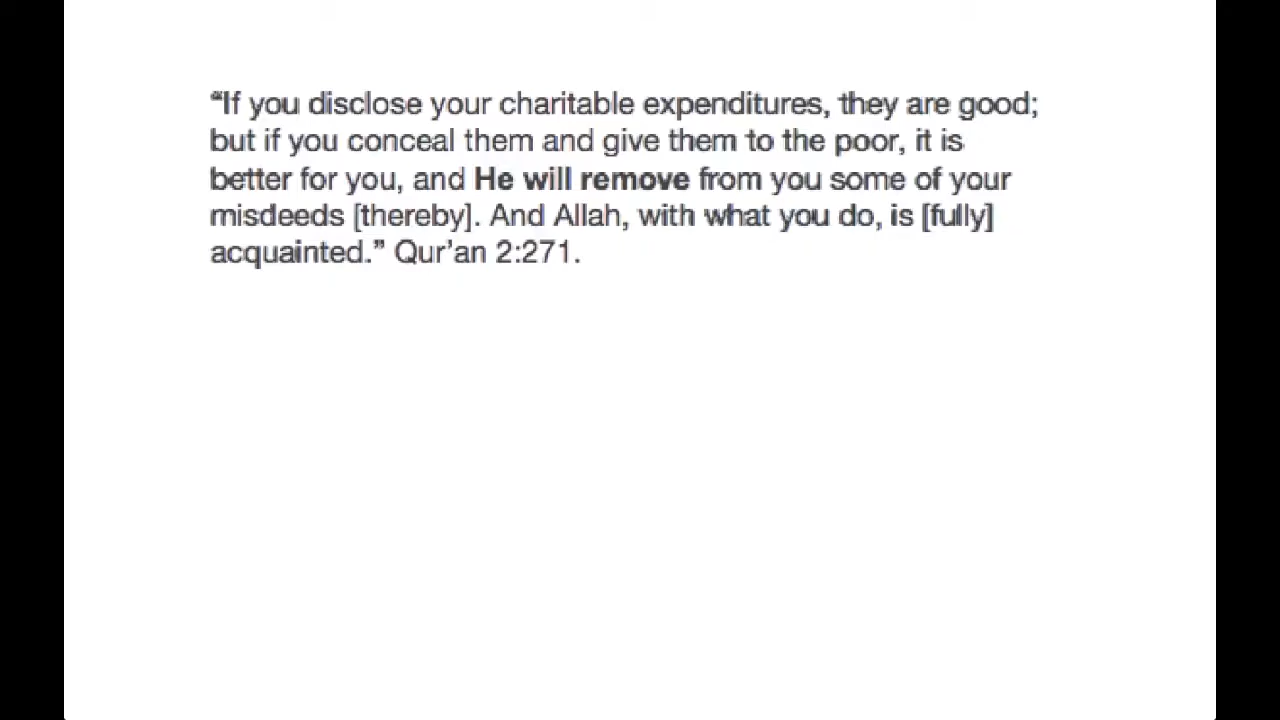 “If you disclose your charitable expenditures, they are good;
but if you conceal them and give them to the poor, it is
better for you, and He will remove from you some of your
misdeeds [thereby]. And Allah, with what you do, is [fully]
acquainted.” Qur’an 2:271.